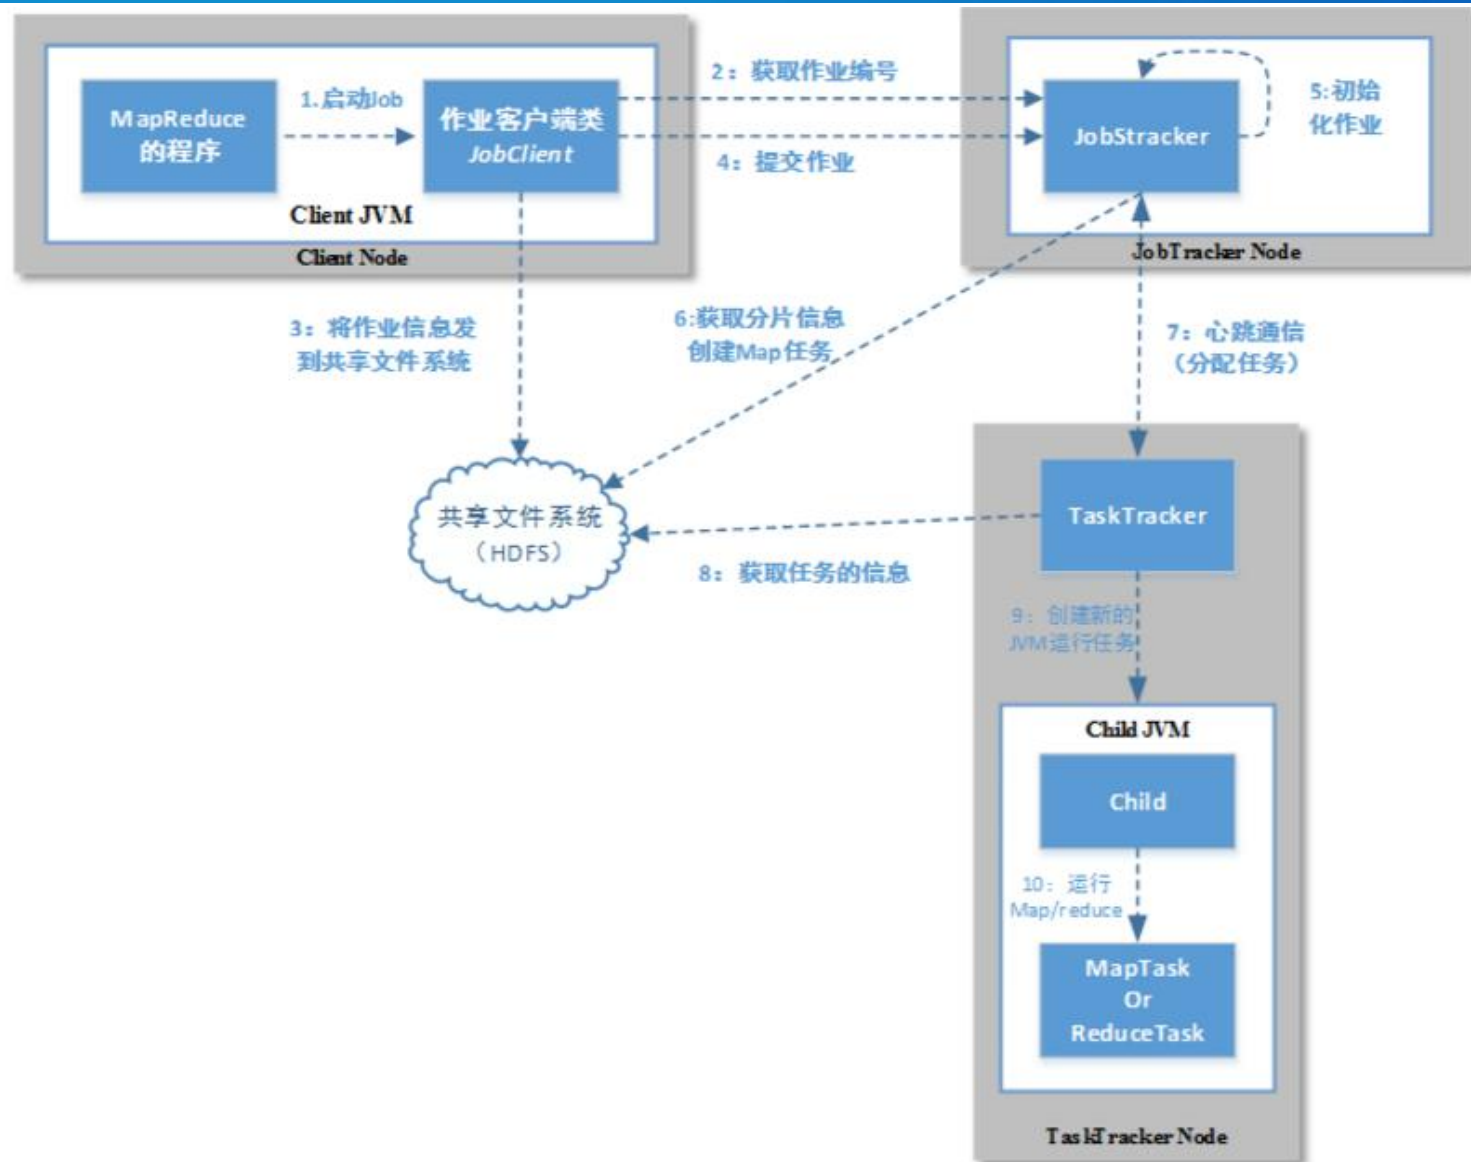 MapReduce
的程序
1.启动Job
作业客户端类
JobClient
Client JVM
Client Node
2：获取作业编号
4：提交作业
JobStracker
5:初始
化作业
JobTracker Node
3：将作业信息发
到共享文件系统
6:获取分片信息
创建Map任务
7：心跳通信
（分配任务）
共享文件系统
（HDFS）
8：获取任务的信息
TaskTracker
9：创建新的
JVM运行任务
Child JVM
Child
10：运行
Map/reduce
MapTask
Or
ReduceTask
TaskTracker Node